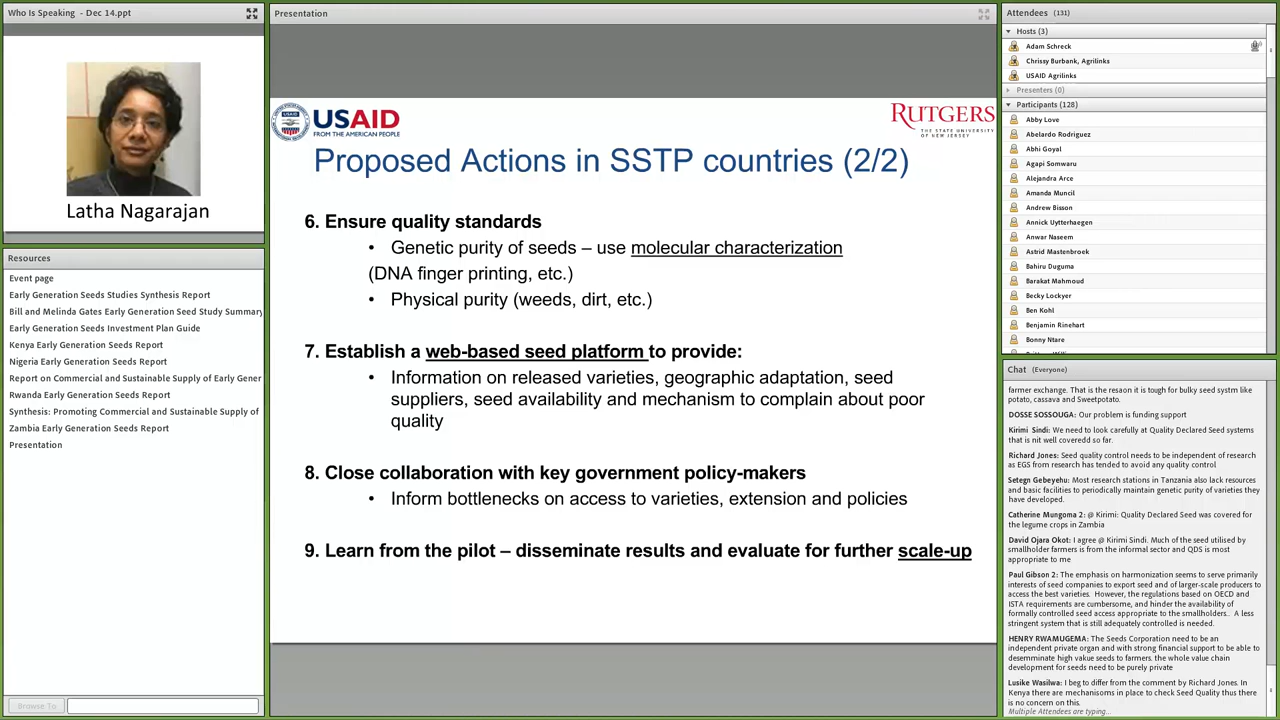 Who Is Speaking - Dec 14.ppt
Latha Nagarajan
Resources
Event page
Early Generation Seeds Studies Synthesis Report
Bill and Melinda Gates Early Generation Seed Study Summary
Early Generation Seeds Investment Plan Guide
Kenya Early Generation Seeds Report
Nigeria Early Generation Seeds Report
Report on Commercial and Sustainable Supply of Early Gener
Rwanda Early Generation Seeds Report
Synthesis: Promoting Commercial and Sustainable Supply of
Zambia Early Generation Seeds Report
Presentation
Browse To
Presentation
USAID
FROM THE AMERICAN PEOPLE
RUTGERS
THE STATE UNIVERSITY
OF NEW JERSEY
Proposed Actions in SSTP countries (2/2)
6. Ensure quality standards
• Genetic purity of seeds – use molecular characterization
(DNA finger printing, etc.)
• Physical purity (weeds, dirt, etc.)
7. Establish a web-based seed platform to provide:
• Information on released varieties, geographic adaptation, seed
suppliers, seed availability and mechanism to complain about poor
quality
8. Close collaboration with key government policy-makers
• Inform bottlenecks on access to varieties, extension and policies
9. Learn from the pilot – disseminate results and evaluate for further scale-up
Attendees (131)
Hosts (3)
Adam Schreck
Chrissy Burbank, Agrilinks
USAID Agrilinks
Presenters (0)
Participants (128)
Abby Love
Abelardo Rodriguez
Abhi Goyal
Agapi Somwaru
Alejandra Arce
Amanda Muncil
Andrew Bisson
Annick Uytterhaegen
Anwar Naseem
Astrid Mastenbroek
Bahiru Duguma
Barakat Mahmoud
Becky Lockyer
Ben Kohl
Benjamin Rinehart
Bonny Ntare
Chat (Everyone)
farmer exchange. That is the resaon it is tough for bulky seed systm like
potato, cassava and Sweetpotato.
DOSSE SOSSOUGA: Our problem is funding support
Kirimi Sindi: We need to look carefully at Quality Declared Seed systems
that is nit well coveredd so far.
Richard Jones: Seed quality control needs to be independent of research
as EGS from research has tended to avoid any quality control
Setegn Gebeyehu: Most research stations in Tanzania also lack resources
and basic facilities to periodically maintain genetic purity of varieties they
have developed.
Catherine Mungoma 2: @ Kirimi: Quality Declared Seed was covered for
the legume crops in Zambia
David Ojara Okot: I agree @ Kirimi Sindi. Much of the seed utilised by
smallholder farmers is from the informal sector and QDS is most
appropriate to me
Paul Gibson 2: The emphasis on harmonization seems to serve primarily
interests of seed companies to export seed and of larger-scale producers to
access the best varieties. However, the regulations based on OECD and
ISTA requirements are cumbersome, and hinder the availability of
formally controlled seed access appropriate to the smallholders.. A less
stringent system that is still adequately controlled is needed.
HENRY RWAMUGEMA: The Seeds Corporation need to be an
independent private organ and with strong financial support to be able to
desemminate high value seeds to farmers. the whole value chain
development for seeds need to be purely private
Lusike Wasilwa: I beg to differ from the comment by Richard Jones. In
Kenya there are mechanisoms in place to check Seed Quality thus there
is no concern on this.
Multiple Attendees are typing...